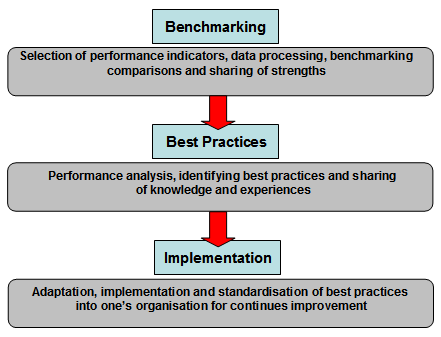 Benchmarking
Selection of performance indicators, data processing, benchmarking
comparisons and sharing of strengths
Best Practices
Performance analysis, identifying best practices and sharing
of knowledge and experiences
Implementation
Adaptation, implementation and standardisation of best practices
into one's organisation for continues improvement